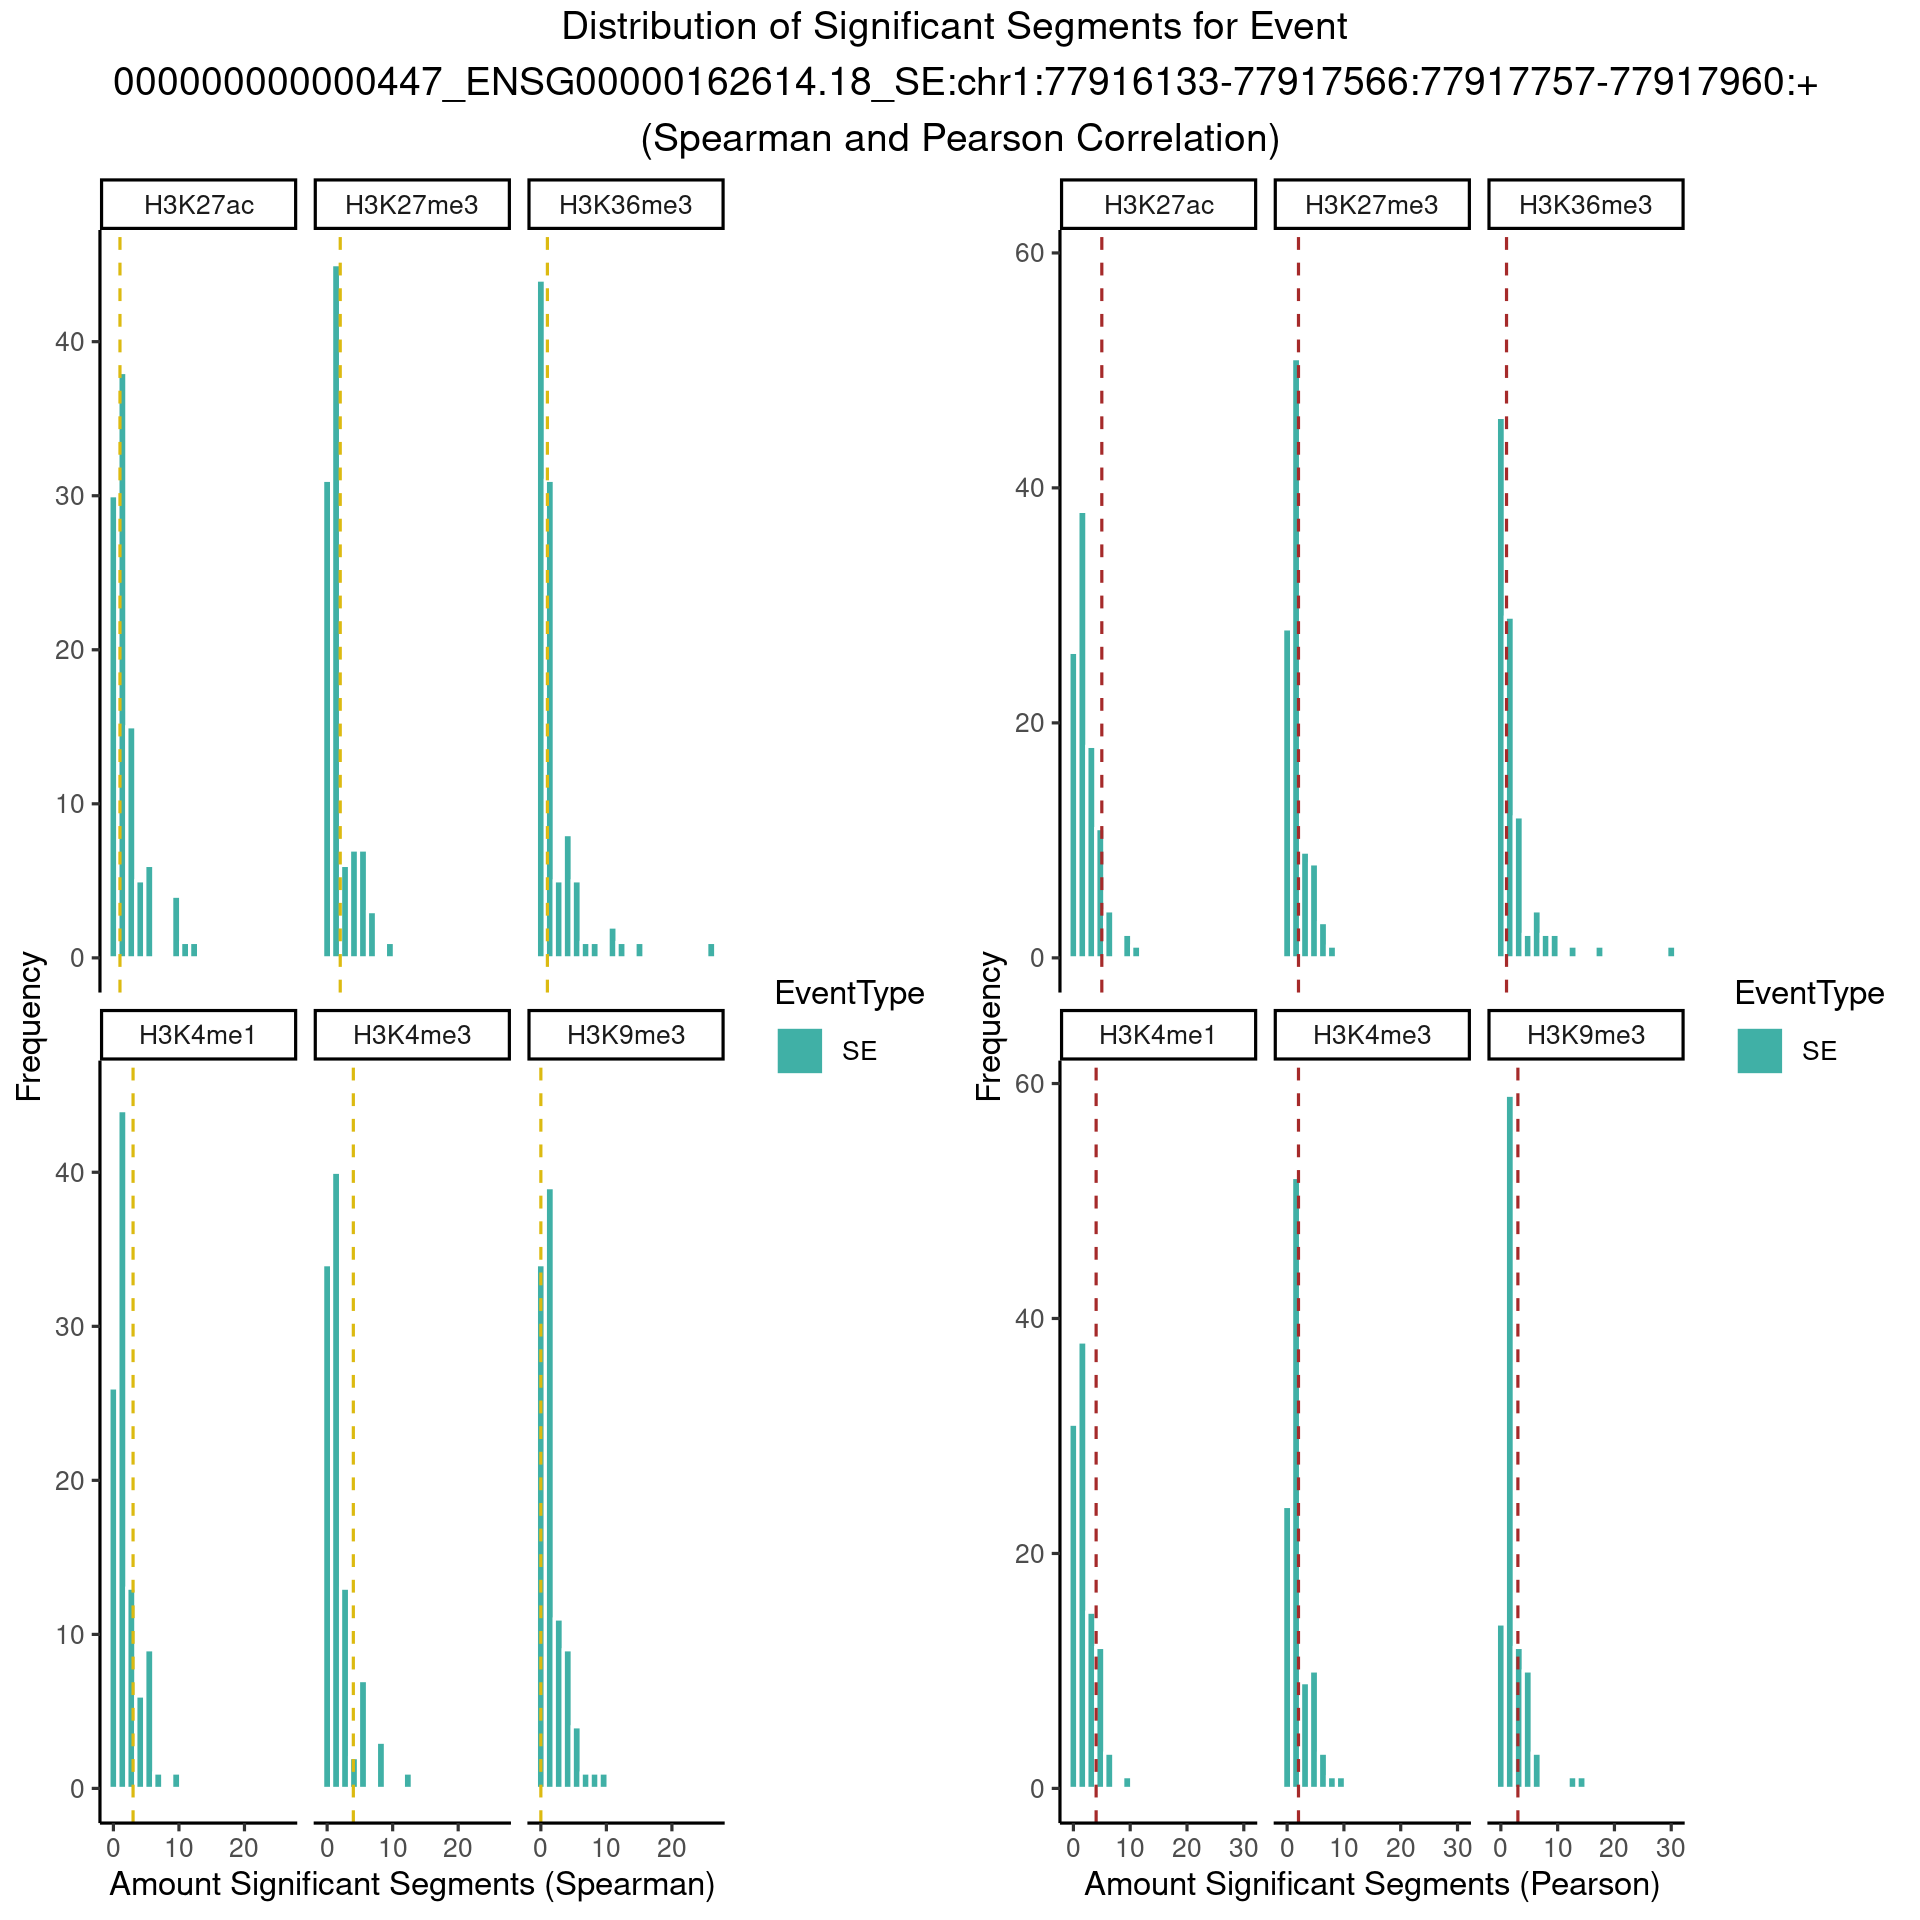 Distribution of Significant Segments for Event
000000000000447_ENSG00000162614.18_SE:chr1:77916133-77917566:77917757-77917960:+
(Spearman and Pearson Correlation)
H3K27ac H3K27me3 H3K36me3
40
30
20
10
0
H3K4me1 H3K4me3 H3K9me3
40
30
20
10
0
0 10 20 0 10 20 0 10 20
Frequency
Amount Significant Segments (Spearman)
EventType
SE
H3K27ac H3K27me3 H3K36me3
60
40
20
0
H3K4me1 H3K4me3 H3K9me3
60
40
20
0
0 10 20 30 0 10 20 30 0 10 20 30
Frequency
Amount Significant Segments (Pearson)
EventType
SE